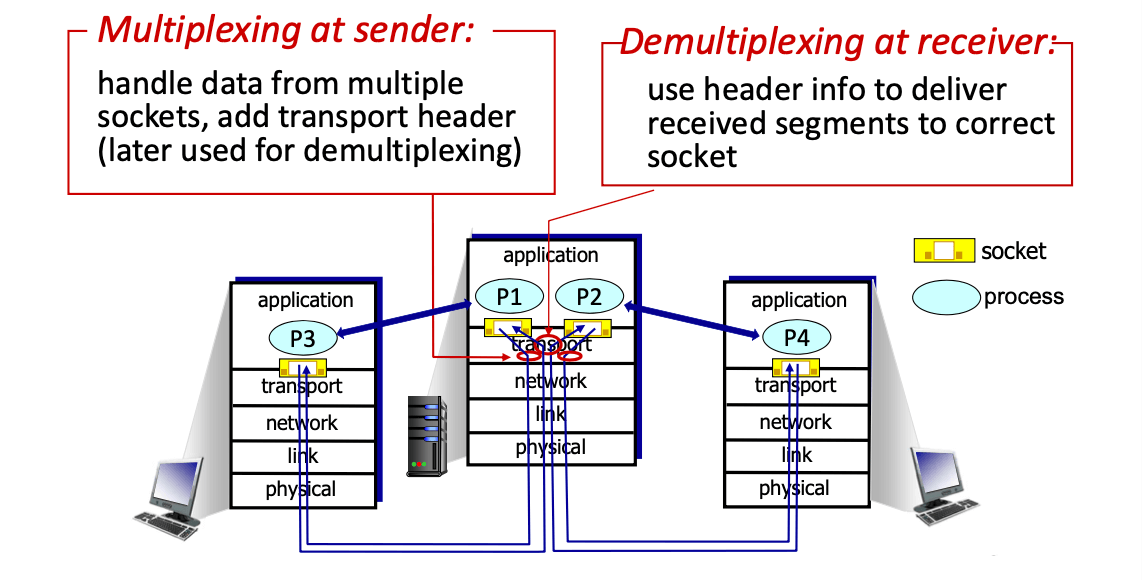 Multiplexing at sender:
handle data from multiple
sockets, add transport header
(later used for demultiplexing)
Demultiplexing at receiver:
use header info to deliver
received segments to correct
socket
application
P3
transport
network
link
physical
application
P1 P2
transport
network
link
physical
application
P4
transport
network
link
physical
socket
process